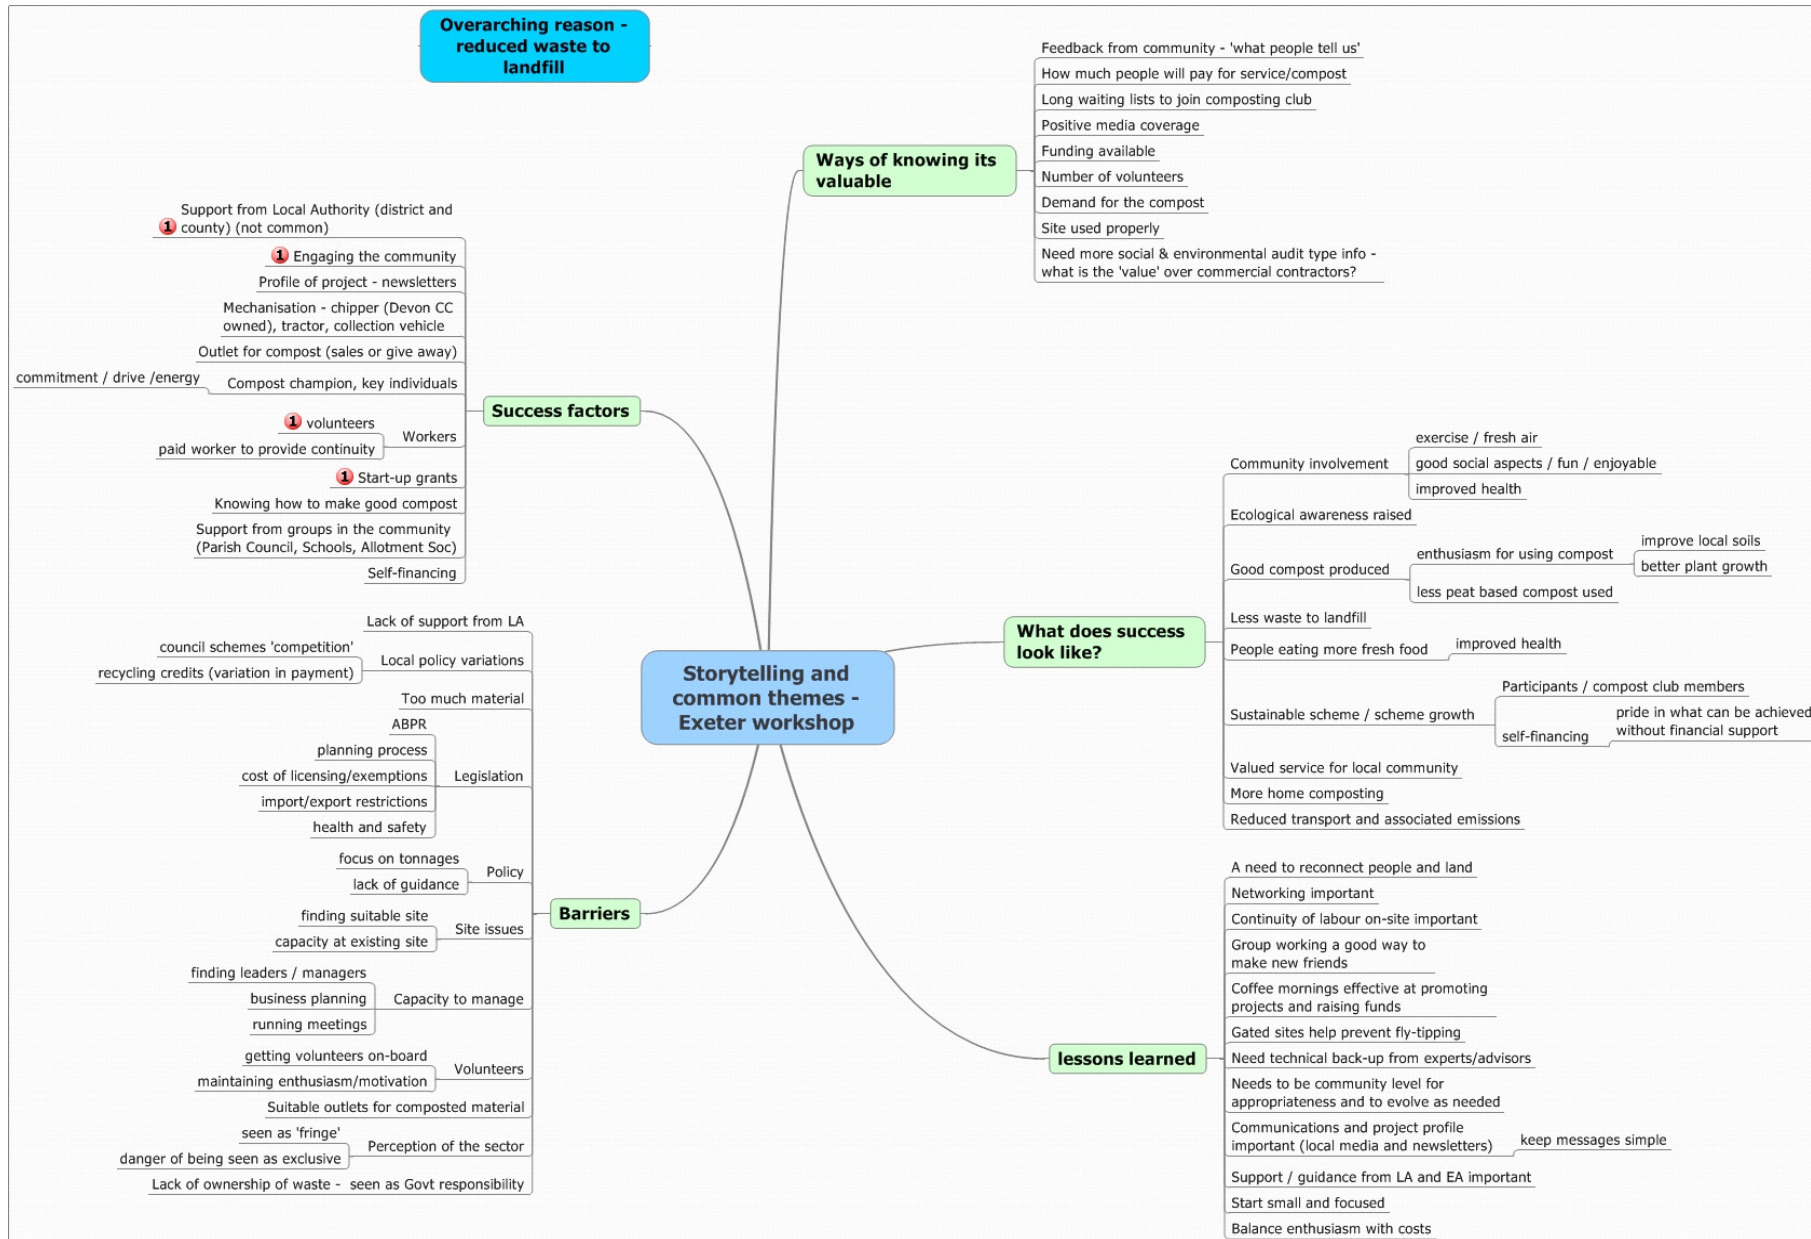 Overarching reason -
reduced waste to
landfill
Storytelling and
common themes -
Exeter workshop
Ways of knowing its
valuable
Feedback from community - 'what people tell us'
How much people will pay for service/compost
Long waiting lists to join composting club
Positive media coverage
Funding available
Number of volunteers
Demand for the compost
Site used properly
Need more social & environmental audit type info -
what is the 'value' over commercial contractors?
What does success
look like?
Community involvement
exercise / fresh air
good social aspects / fun / enjoyable
improved health
Ecological awareness raised
Good compost produced
enthusiasm for using compost
improve local soils
better plant growth
less peat based compost used
Less waste to landfill
People eating more fresh food
improved health
Sustainable scheme / scheme growth
Participants / compost club members
self-financing
pride in what can be achieved
without financial support
Valued service for local community
More home composting
Reduced transport and associated emissions
lessons learned
A need to reconnect people and land
Networking important
Continuity of labour on-site important
Group working a good way to
make new friends
Coffee mornings effective at promoting
projects and raising funds
Gated sites help prevent fly-tipping
Need technical back-up from experts/advisors
Needs to be community level for
appropriateness and to evolve as needed
Communications and project profile
important (local media and newsletters)
keep messages simple
Support / guidance from LA and EA important
Start small and focused
Balance enthusiasm with costs
Success factors
Support from Local Authority (district and
1 county) (not common)
1 Engaging the community
Profile of project - newsletters
Mechanisation - chipper (Devon CC
owned), tractor, collection vehicle
Outlet for compost (sales or give away)
Compost champion, key individuals
commitment / drive /energy
Workers
1 volunteers
paid worker to provide continuity
1 Start-up grants
Knowing how to make good compost
Support from groups in the community
(Parish Council, Schools, Allotment Soc)
Self-financing
Barriers
Lack of support from LA
Local policy variations
council schemes 'competition'
recycling credits (variation in payment)
Too much material
Legislation
ABPR
planning process
cost of licensing/exemptions
import/export restrictions
health and safety
Policy
focus on tonnages
lack of guidance
Site issues
finding suitable site
capacity at existing site
Capacity to manage
finding leaders / managers
business planning
running meetings
Volunteers
getting volunteers on-board
maintaining enthusiasm/motivation
Suitable outlets for composted material
Perception of the sector
seen as 'fringe'
danger of being seen as exclusive
Lack of ownership of waste - seen as Govt responsibility